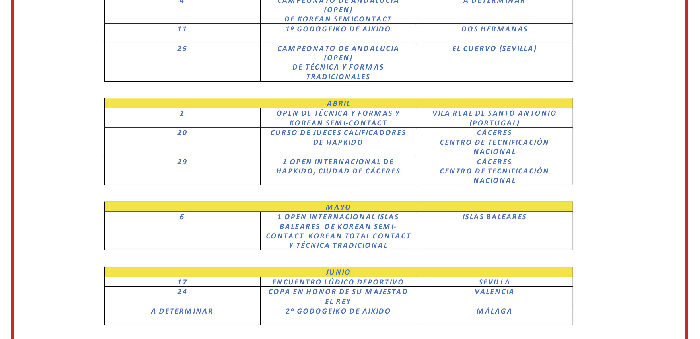 4 CAMPEONATO DE ANDALUCIA A DETERMINAR
(OPEN)
DE KOREAN SEMICONTACT
11 1º GODOGEIKO DE AIKIDO DOS HERMANAS
25 CAMPEONATO DE ANDALUCIA EL CUERVO (SEVILLA)
(OPEN)
DE TÉCNICA Y FORMAS
TRADICIONALES
ABRIL
1 OPEN DE TÉCNICA Y FORMAS Y VILA REAL DE SANTO ANTONIO
KOREAN SEMI-CONTACT (PORTUGAL)
20 CURSO DE JUECES CALIFICADORES CÁCERES
DE HAPKIDO CENTRO DE TECNIFICACIÓN
NACIONAL
29 1 OPEN INTERNACIONAL DE CÁCERES
HAPKIDO, CIUDAD DE CÁCERES CENTRO DE TECNIFICACIÓN
NACIONAL
MAYO
6 1 OPEN INTERNACIONAL ISLAS ISLAS BALEARES
BALEARES DE KOREAN SEMI-
CONTACT KOREAN TOTAL CONTACT
Y TÉCNICA TRADICIONAL
JUNIO
17 ENCUENTRO LÚDICO DEPORTIVO SEVILLA
24 COPA EN HONOR DE SU MAJESTAD VALENCIA
EL REY
A DETERMINAR 2º GODOGEIKO DE AIKIDO MÁLAGA